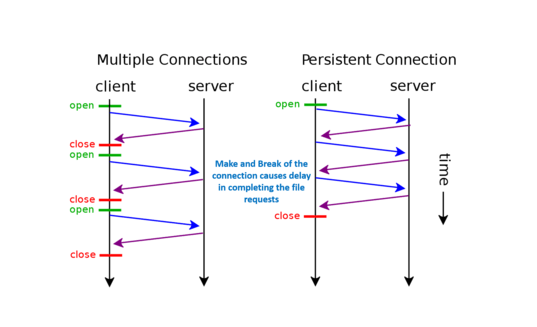 Multiple Connections
client
server
open
close
open
close
open
close
Make and Break of the
connection causes delay
in completing the file
requests
Persistent Connection
client
server
open
close
time